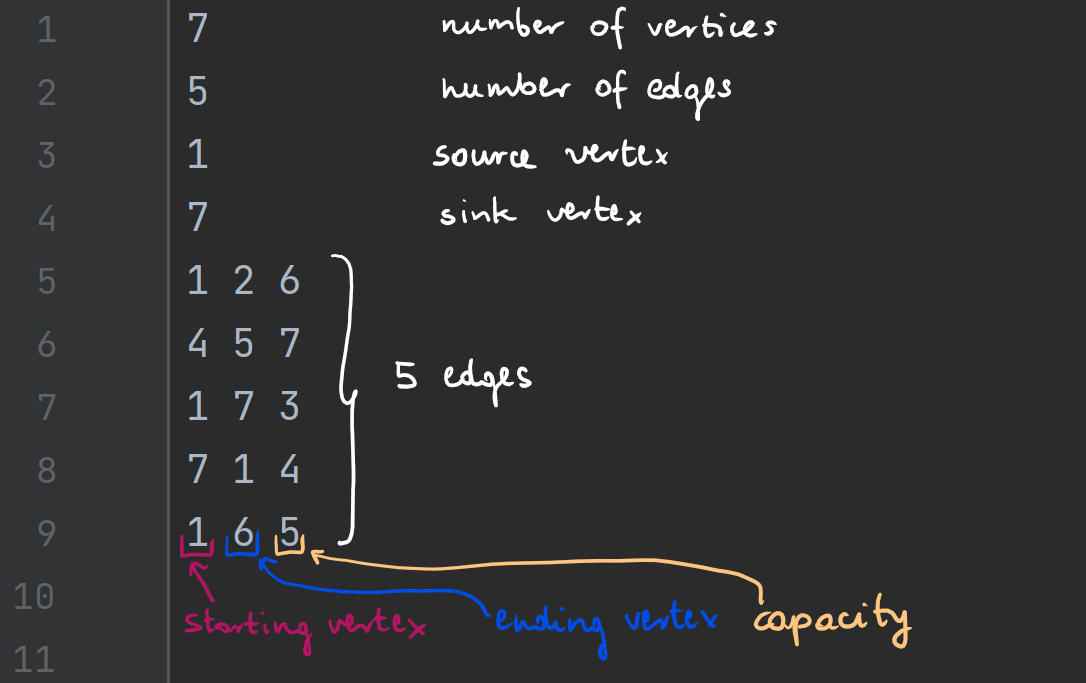 1 7 number of vertices
2 5 number of edges
3 1 source vertex
4 7 sink vertex
5 1 2 6
6 4 5 7
5 edges
7 1 7 3
8 7 1 4
9 1 6 5
10
starting vertex ending vertex capacity
11